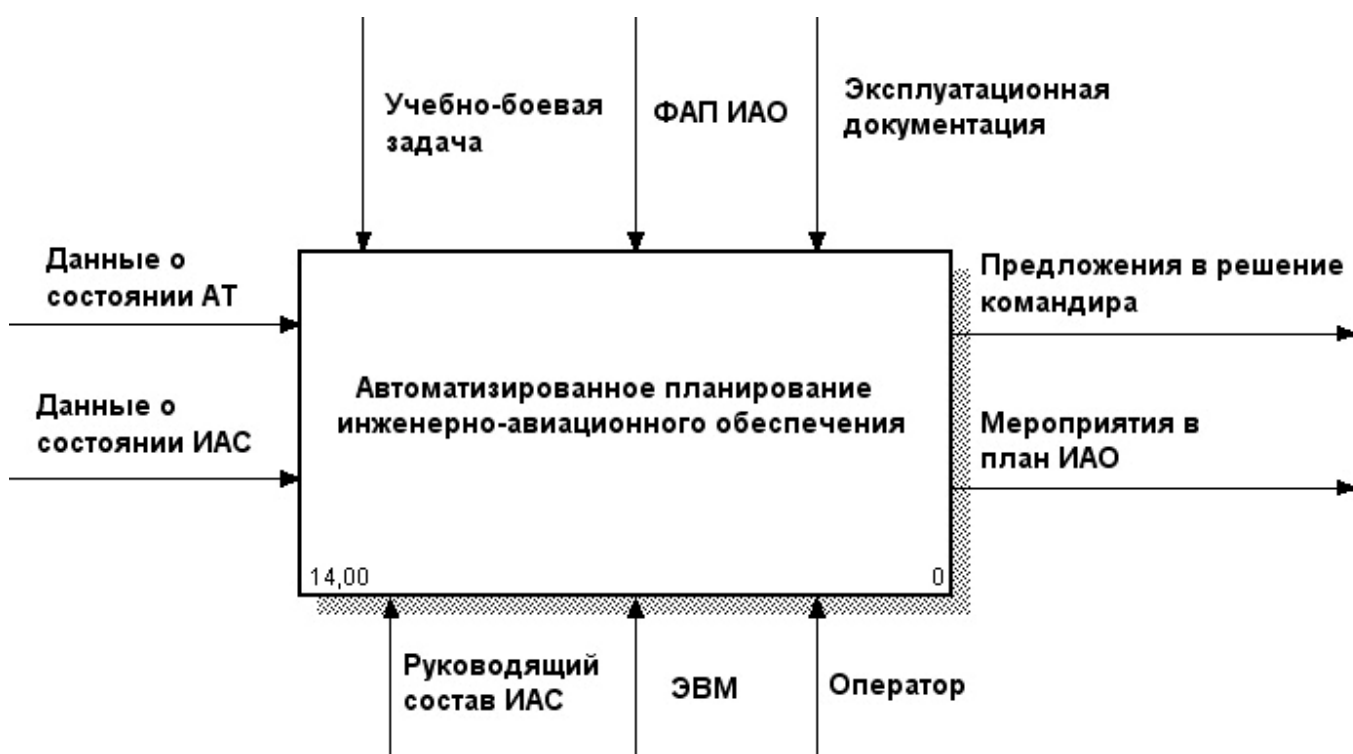 Учебно-боевая
задача
ФАП ИАО
Эксплуатационная
документация
Данные о
состоянии АТ
Данные о
состоянии ИАС
Автоматизированное планирование
инженерно-авиационного обеспечения
14,00
0
Предложения в решение
командира
Мероприятия в
план ИАО
Руководящий
состав ИАС
ЭВМ
Оператор